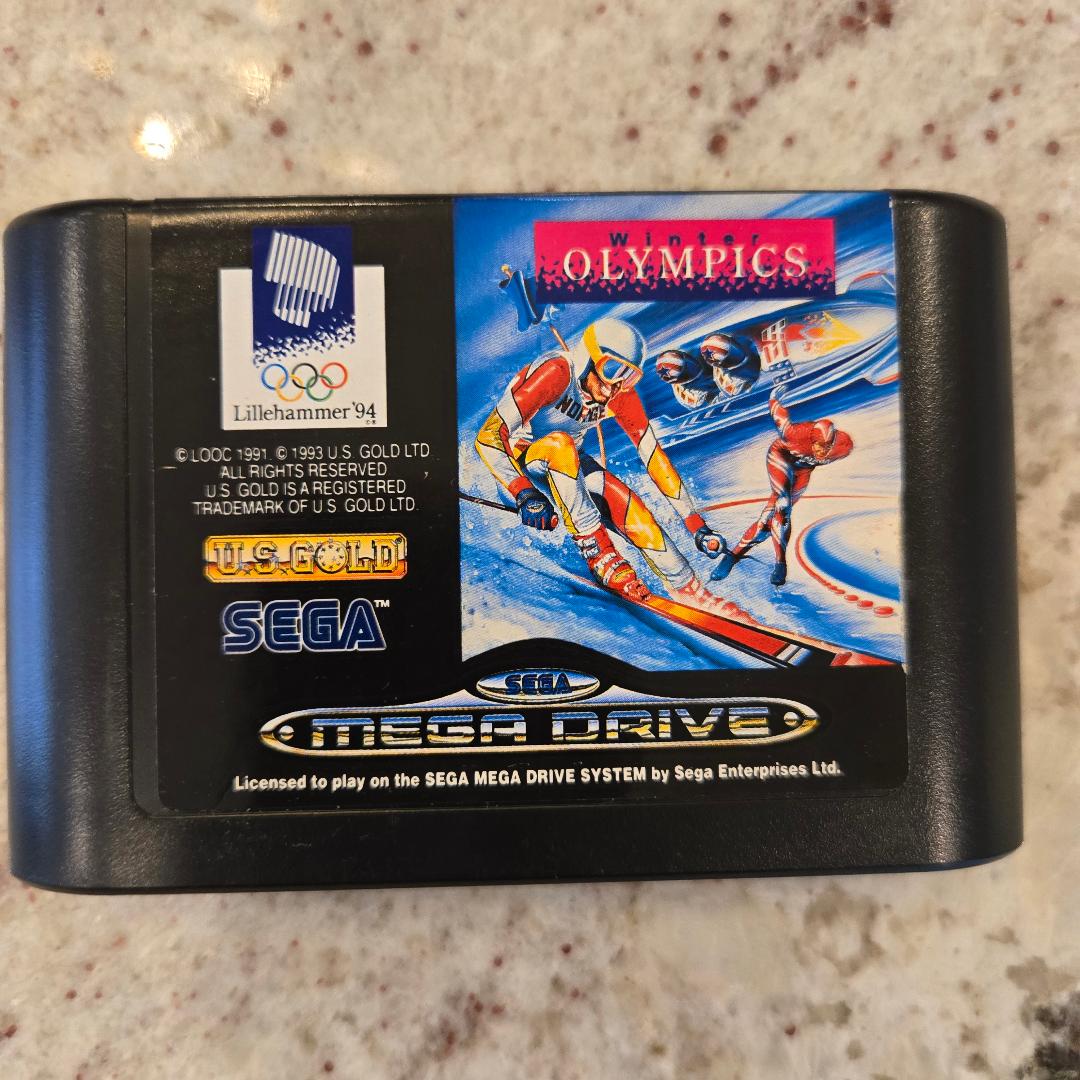 Lillehammer '94
© LOOC 1991. © 1993 U.S. GOLD LTD
ALL RIGHTS RESERVED
U.S. GOLD IS A REGISTERED
TRADEMARK OF U.S. GOLD LTD.
U.S. GOLD®
SEGA™
Winter
OLYMPICS
NORGE
SEGA
MEGA DRIVE
Licensed to play on the SEGA MEGA DRIVE SYSTEM by Sega Enterprises Ltd.